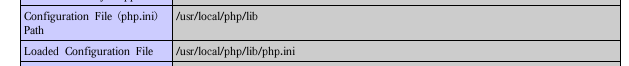 Configuration File (php.ini) Path /usr/local/php/lib
Loaded Configuration File /usr/local/php/lib/php.ini